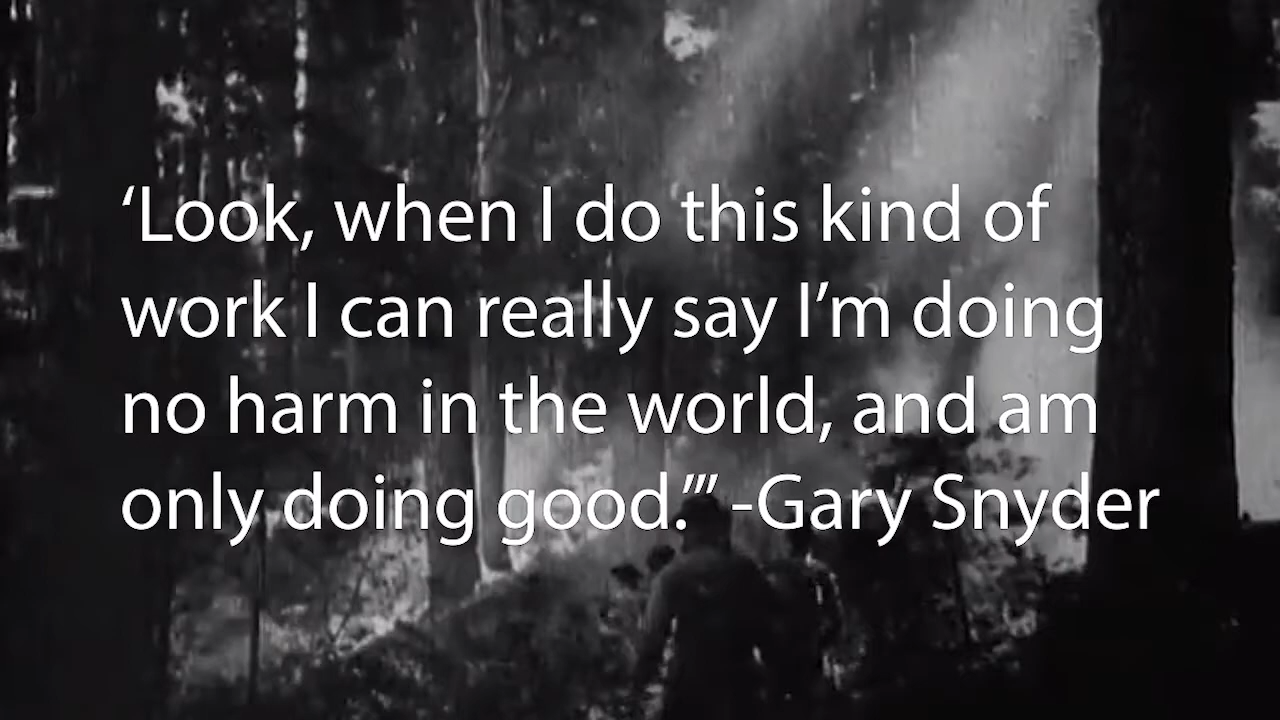 ‘Look, when I do this kind of
work I can really say I’m doing
no harm in the world, and am
only doing good.’” -Gary Snyder